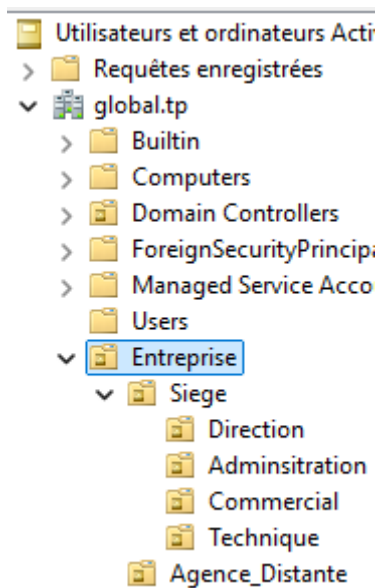 Utilisateurs et ordinateurs Acti
Requêtes enregistrées
global.tp
Builtin
Computers
Domain Controllers
ForeignSecurityPrincipa
Managed Service Acco
Users
Entreprise
Siege
Direction
Adminsitration
Commercial
Technique
Agence_Distante